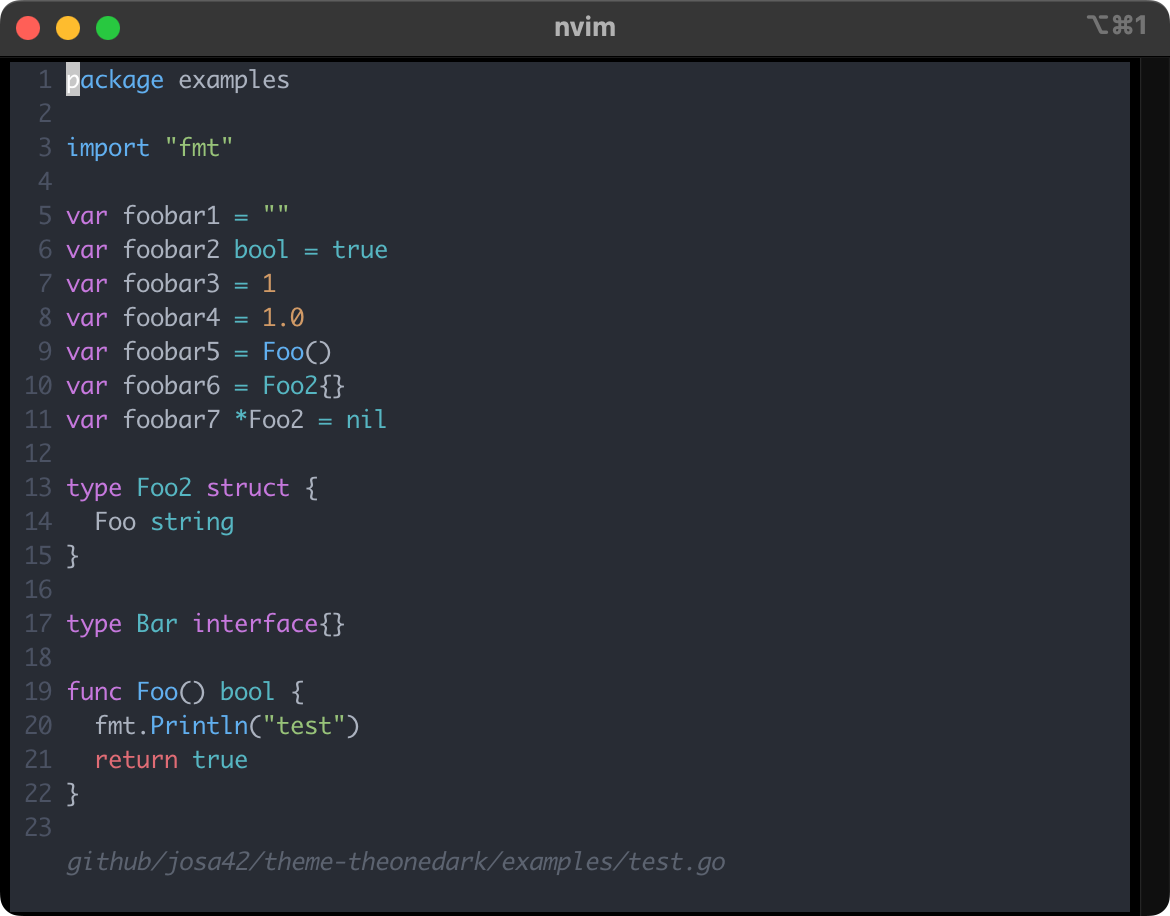 nvim
⌥⌘1
1 package examples
2
3 import "fmt"
4
5 var foobar1 = ""
6 var foobar2 bool = true
7 var foobar3 = 1
8 var foobar4 = 1.0
9 var foobar5 = Foo()
10 var foobar6 = Foo2{}
11 var foobar7 *Foo2 = nil
12
13 type Foo2 struct {
14   Foo string
15 }
16
17 type Bar interface{}
18
19 func Foo() bool {
20   fmt.Println("test")
21   return true
22 }
23
github/josa42/theme-theonedark/examples/test.go